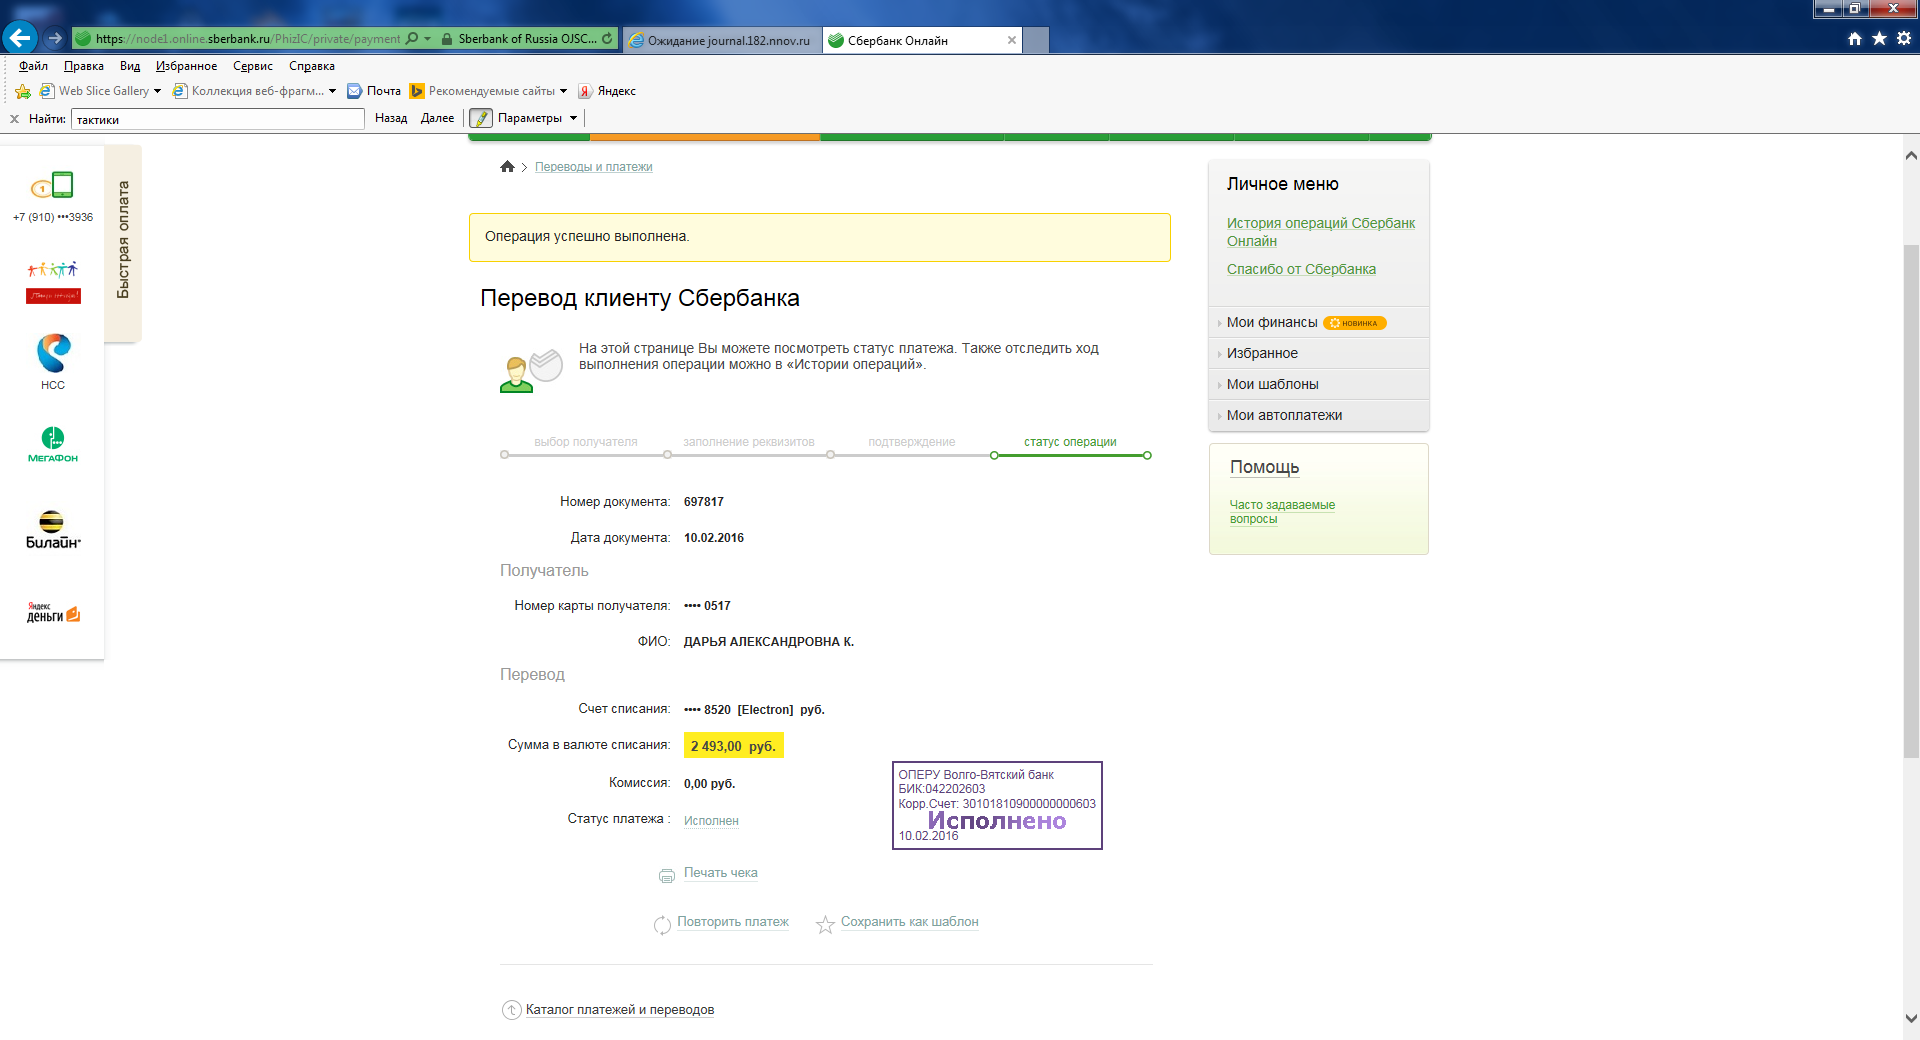 https://node1.online.sberbank.ru/PhizIC/private/payment
Sberbank of Russia OJSC...
Ожидание journal.182.nnov.ru
Сбербанк Онлайн
Файл Правка Вид Избранное Сервис Справка
Web Slice Gallery
Коллекция веб-фрагм...
Почта
Рекомендуемые сайты
Яндекс
Найти: тактики
Назад Далее Параметры
+7 (910) •••3936
НСС
МЕГАФОН
Билайн
Яндекс
деньги
Быстрая оплата
Переводы и платежи
Операция успешно выполнена.
Перевод клиенту Сбербанка
На этой странице Вы можете посмотреть статус платежа. Также отследить ход
выполнения операции можно в «Истории операций».
выбор получателя заполнение реквизитов подтверждение статус операции
Номер документа: 697817
Дата документа: 10.02.2016
Получатель
Номер карты получателя: •••• 0517
ФИО: ДАРЬЯ АЛЕКСАНДРОВНА К.
Перевод
Счет списания: •••• 8520 [Electron] руб.
Сумма в валюте списания: 2 493,00 руб.
Комиссия: 0,00 руб.
Статус платежа : Исполнен
ОПЕРУ Волго-Вятский банк
БИК:042202603
Корр.Счет: 30101810900000000603
Исполнено
10.02.2016
Печать чека
Повторить платеж
Сохранить как шаблон
Каталог платежей и переводов
Личное меню
История операций Сбербанк
Онлайн
Спасибо от Сбербанка
Мои финансы НОВИНКА
Избранное
Мои шаблоны
Мои автоплатежи
Помощь
Часто задаваемые
вопросы